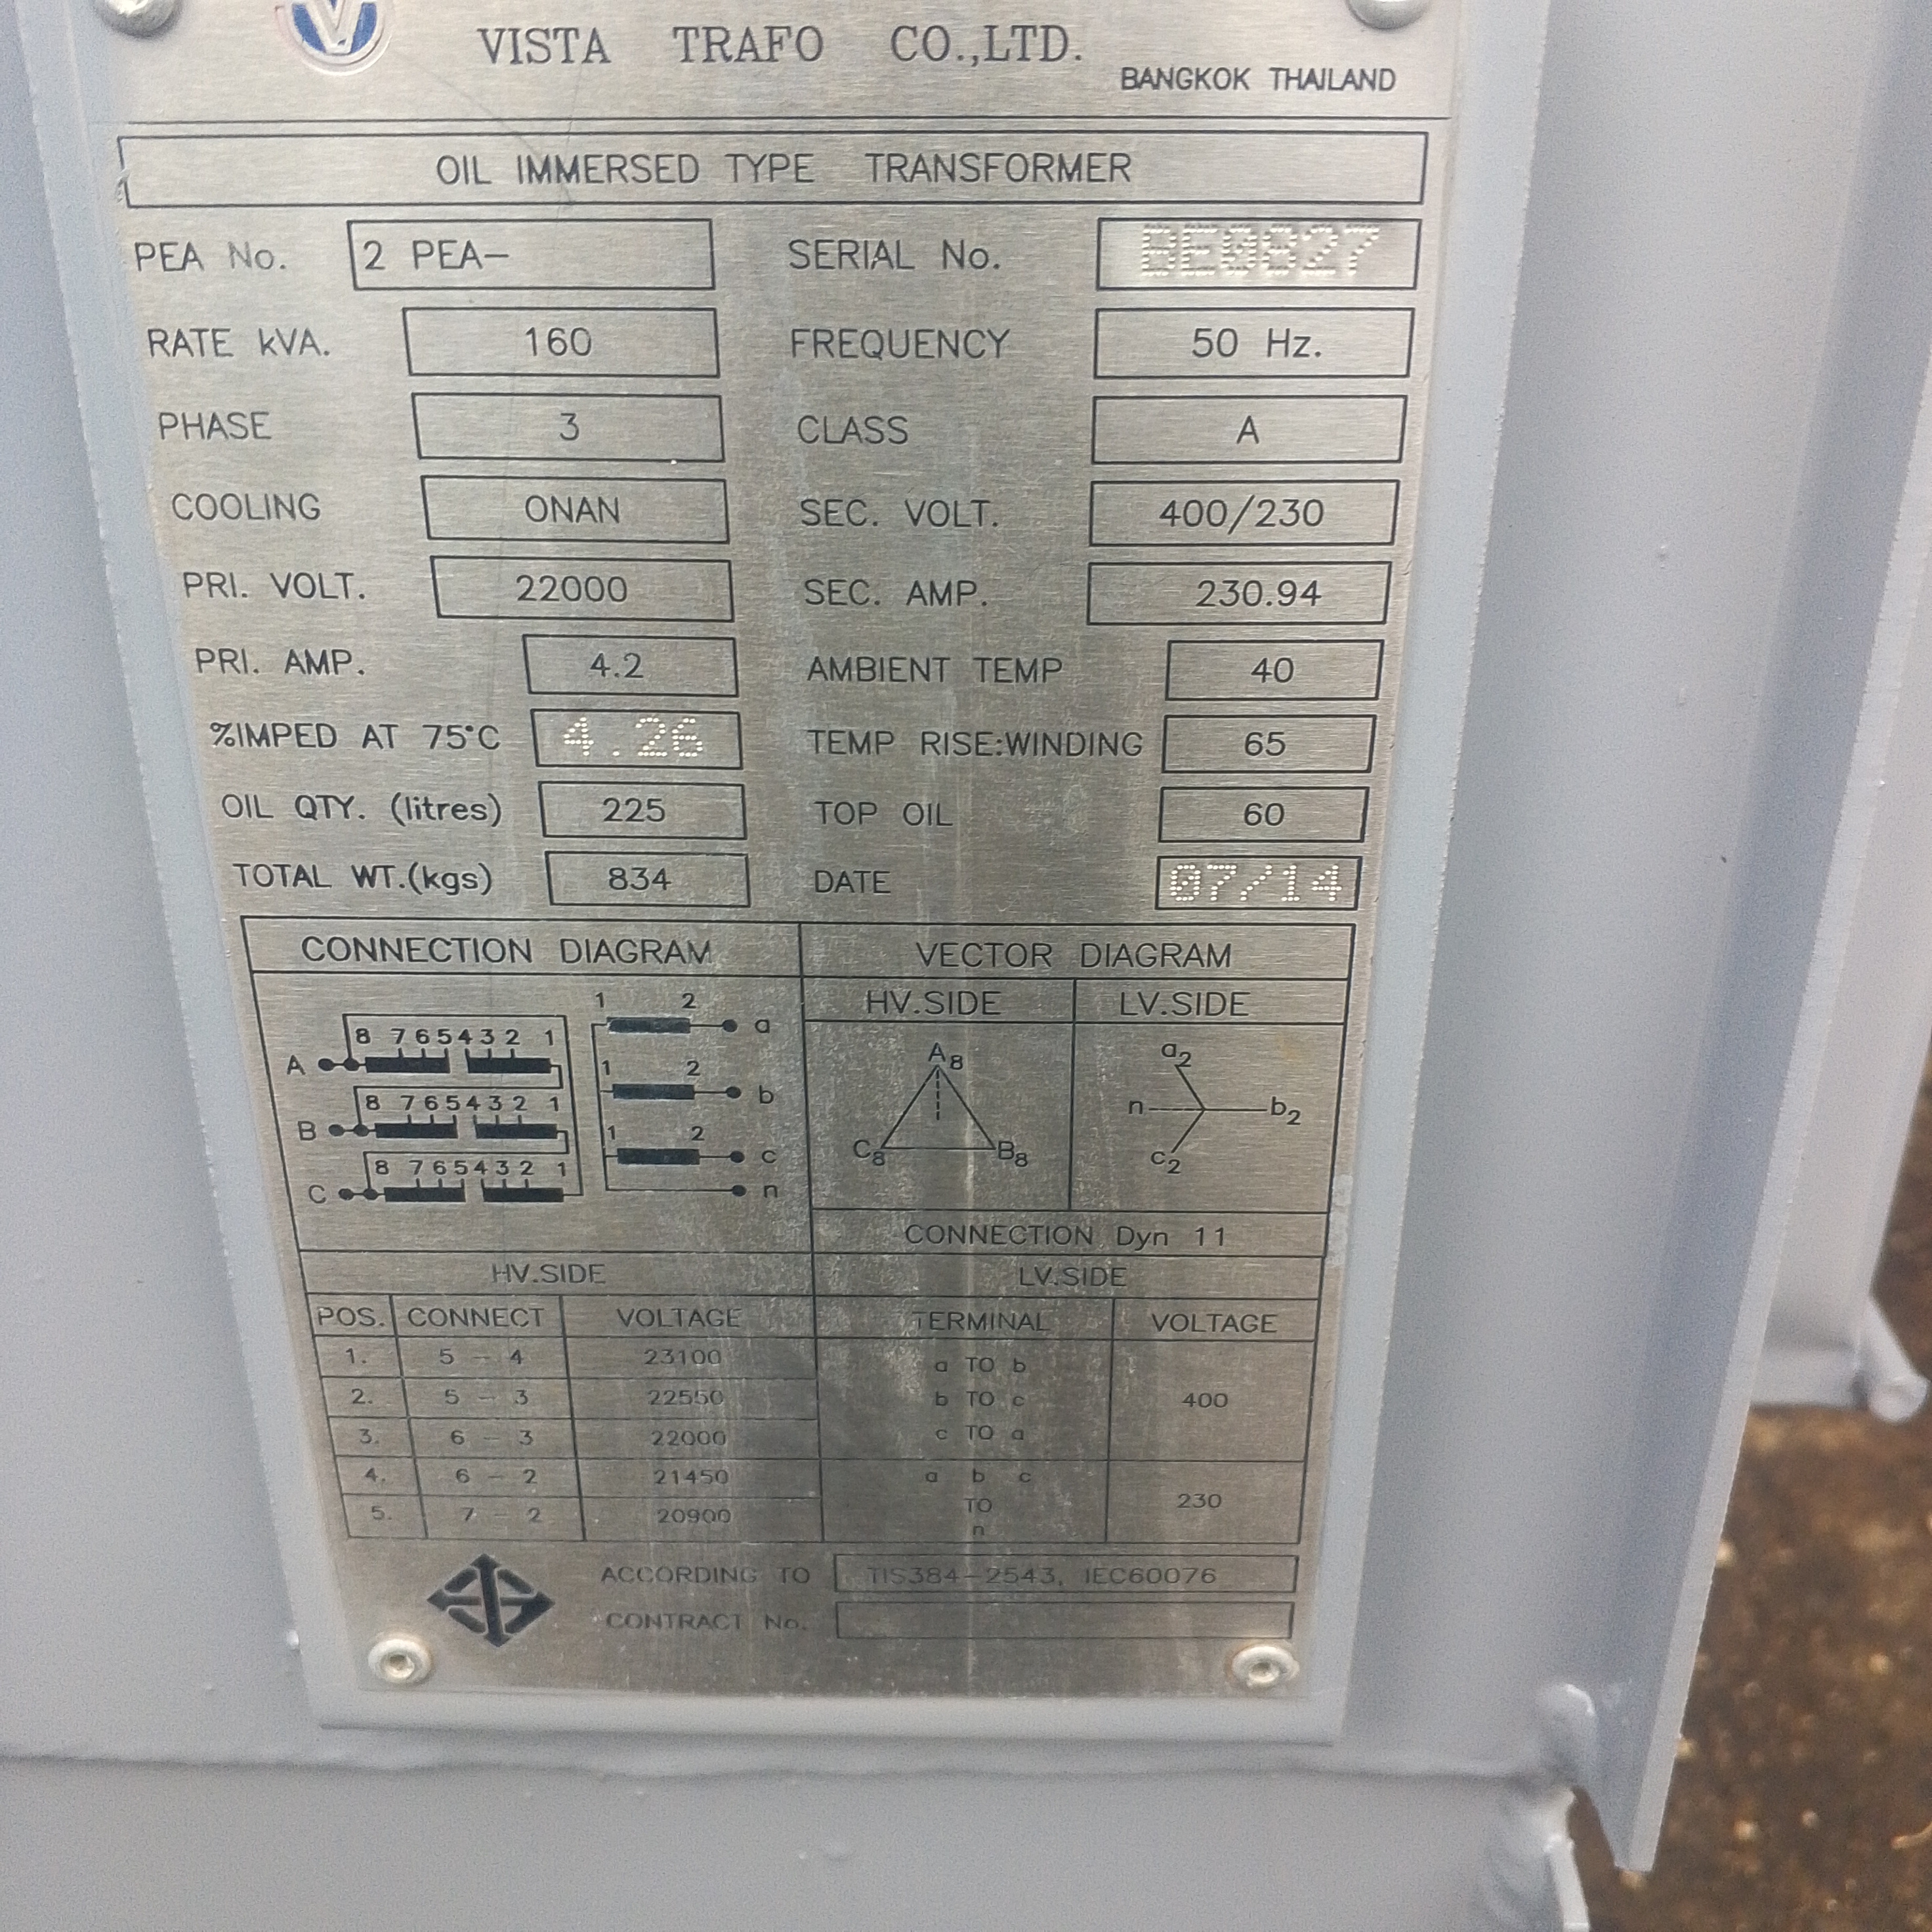 VISTA TRAFO CO.,LTD.
BANGKOK THAILAND
OIL IMMERSED TYPE TRANSFORMER
PEA No. 2 PEA- SERIAL No. BE0827
RATE kVA. 160 FREQUENCY 50 Hz.
PHASE 3 CLASS A
COOLING ONAN SEC. VOLT. 400/230
PRI. VOLT. 22000 SEC. AMP. 230.94
PRI. AMP. 4.2 AMBIENT TEMP 40
%IMPED AT 75°C 4.26 TEMP RISE:WINDING 65
OIL QTY. (litres) 225 TOP OIL 60
TOTAL WT.(kgs) 834 DATE 07/14
CONNECTION DIAGRAM VECTOR DIAGRAM
HV.SIDE LV.SIDE
1 2 a
8 7 6 5 4 3 2 1
A
1 2 b
8 7 6 5 4 3 2 1
B
1 2 c
8 7 6 5 4 3 2 1
C n
A8
C8 B8
a2
n b2
c2
CONNECTION Dyn 11
HV.SIDE LV.SIDE
POS. CONNECT VOLTAGE TERMINAL VOLTAGE
1. 5 - 4 23100 a TO b
2. 5 - 3 22550 b TO c 400
3. 6 - 3 22000 c TO a
4. 6 - 2 21450 a b c
TO 230
5. 7 - 2 20900 n
ACCORDING TO TIS384-2543, IEC60076
CONTRACT No.